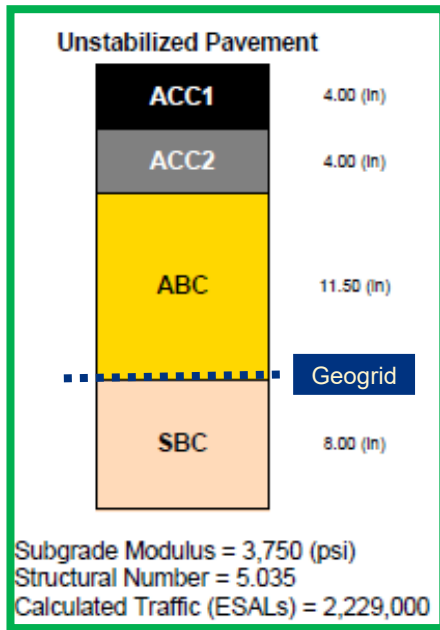 Unstabilized Pavement
ACC1 4.00 (in)
ACC2 4.00 (in)
ABC 11.50 (in)
Geogrid
SBC 8.00 (in)
Subgrade Modulus = 3,750 (psi)
Structural Number = 5.035
Calculated Traffic (ESALs) = 2,229,000